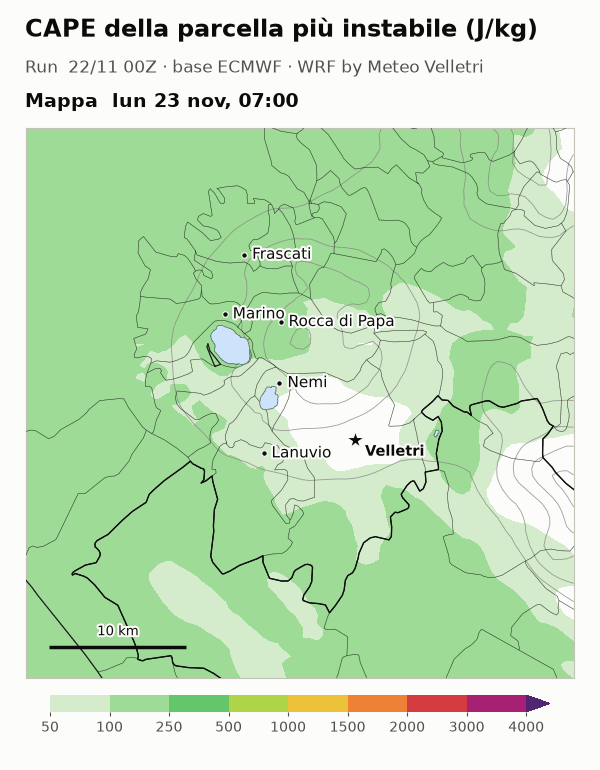 CAPE della parcella più instabile (J/kg)
Run  22/11 00Z · base ECMWF · WRF by Meteo Velletri
Mappa  lun 23 nov, 07:00
Frascati
Marino
Rocca di Papa
Nemi
Velletri
Lanuvio
10 km
50 100 250 500 1000 1500 2000 3000 4000